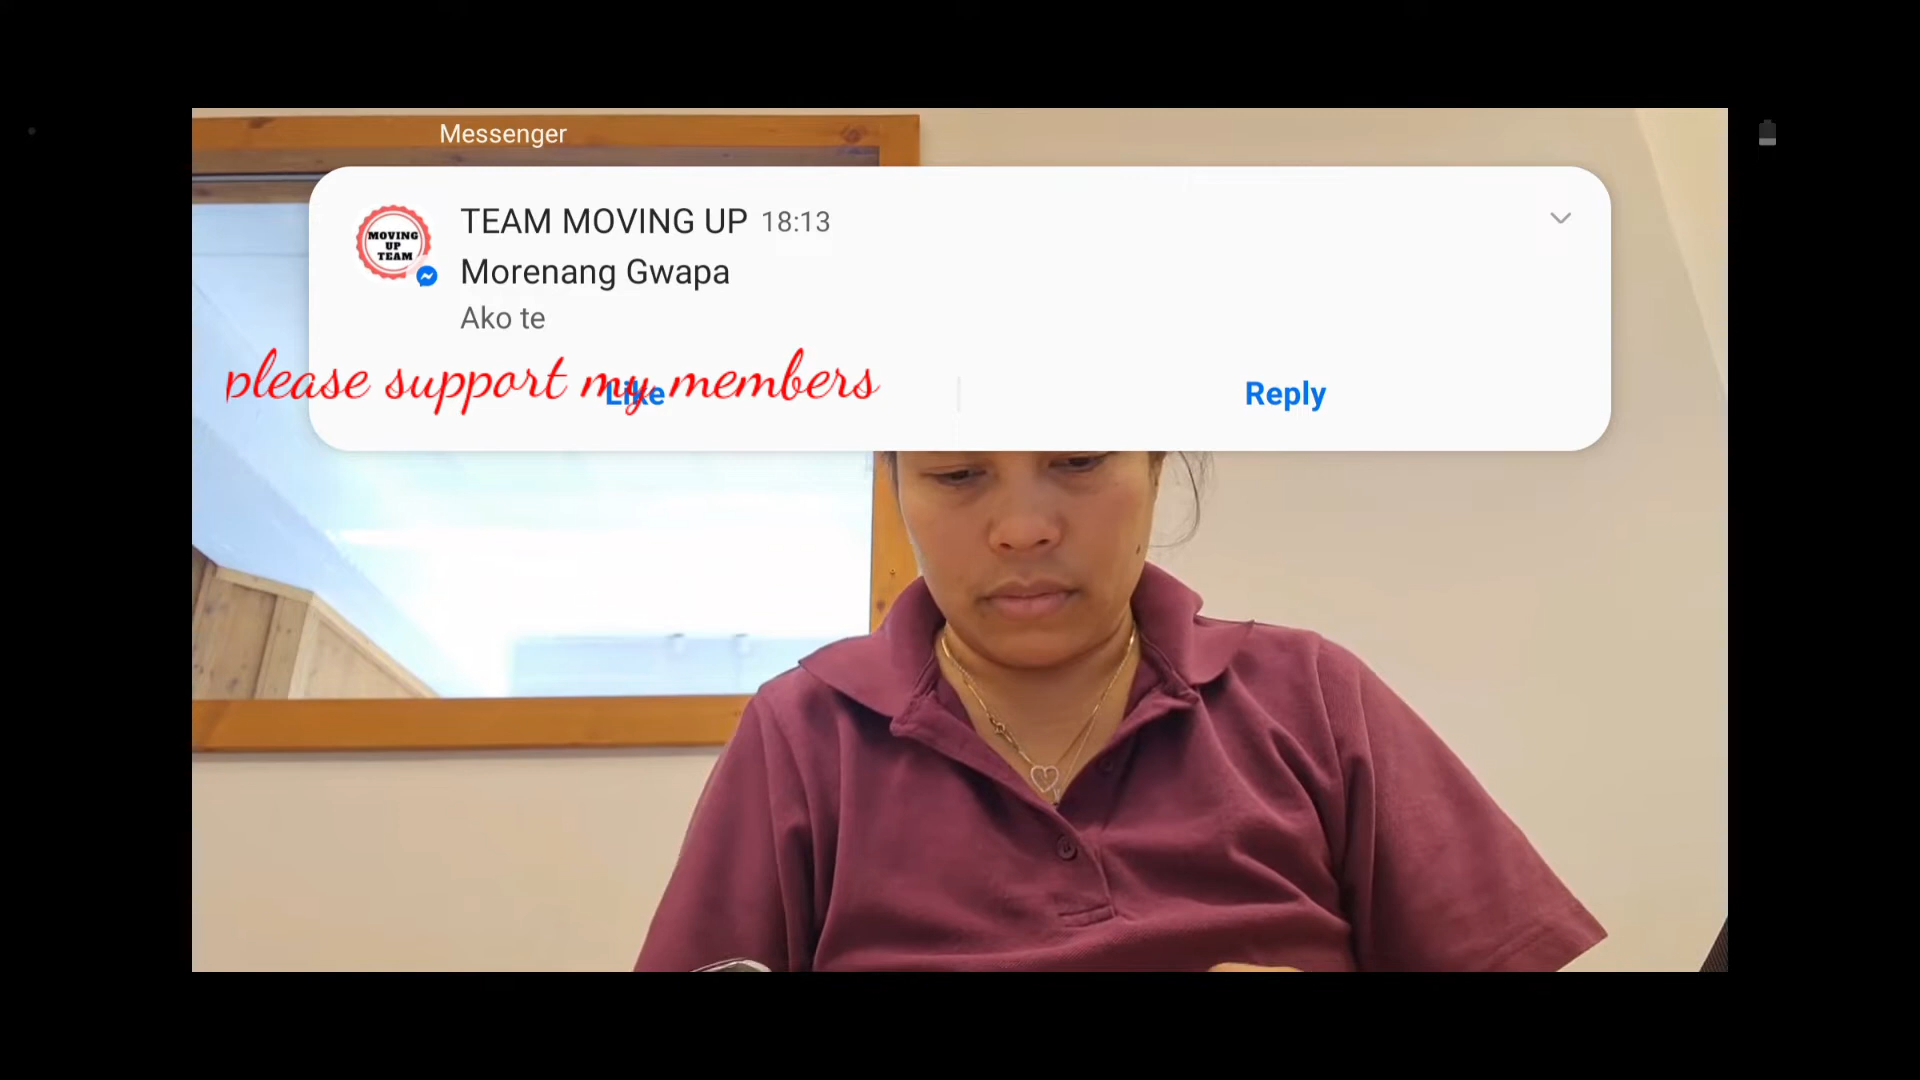 Messenger
TEAM MOVING UP 18:13
MOVING
UP
TEAM
Morenang Gwapa
Ako te
please support my members
Like
Reply